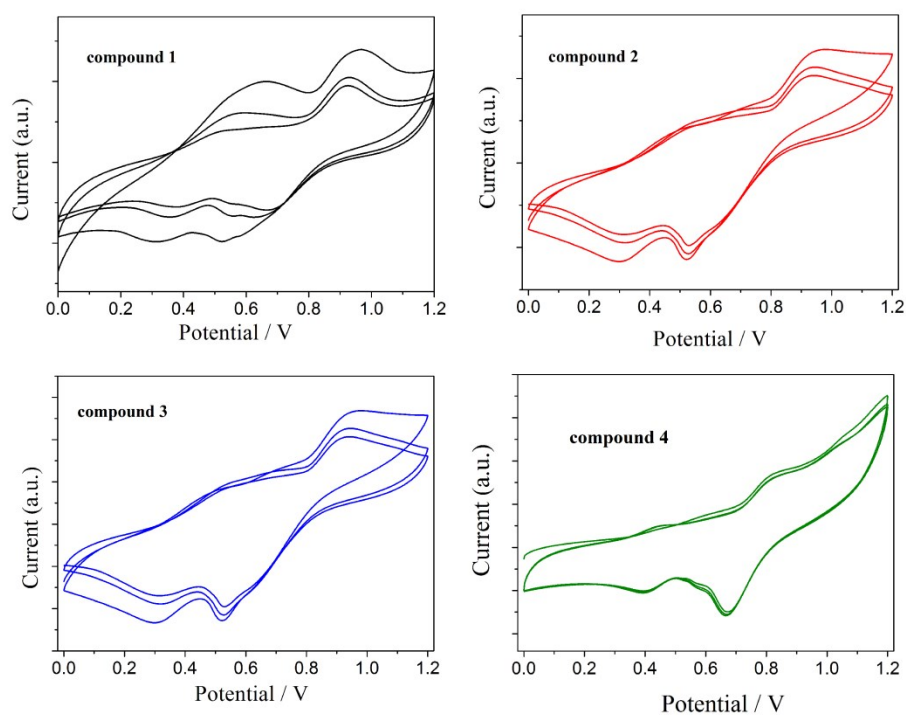 compound 1
Current (a.u.)
0.0 0.2 0.4 0.6 0.8 1.0 1.2
Potential / V
compound 2
Current (a.u.)
0.0 0.2 0.4 0.6 0.8 1.0 1.2
Potential / V
compound 3
Current (a.u.)
0.0 0.2 0.4 0.6 0.8 1.0 1.2
Potential / V
compound 4
Current (a.u.)
0.0 0.2 0.4 0.6 0.8 1.0 1.2
Potential / V